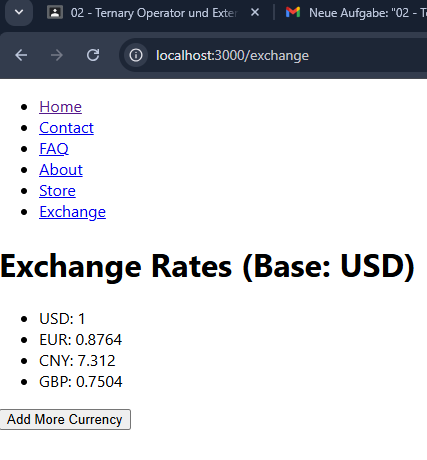 02 - Ternary Operator und Exter
Neue Aufgabe: "02 - T
localhost:3000/exchange
Home
Contact
FAQ
About
Store
Exchange
Exchange Rates (Base: USD)
USD: 1
EUR: 0.8764
CNY: 7.312
GBP: 0.7504
Add More Currency